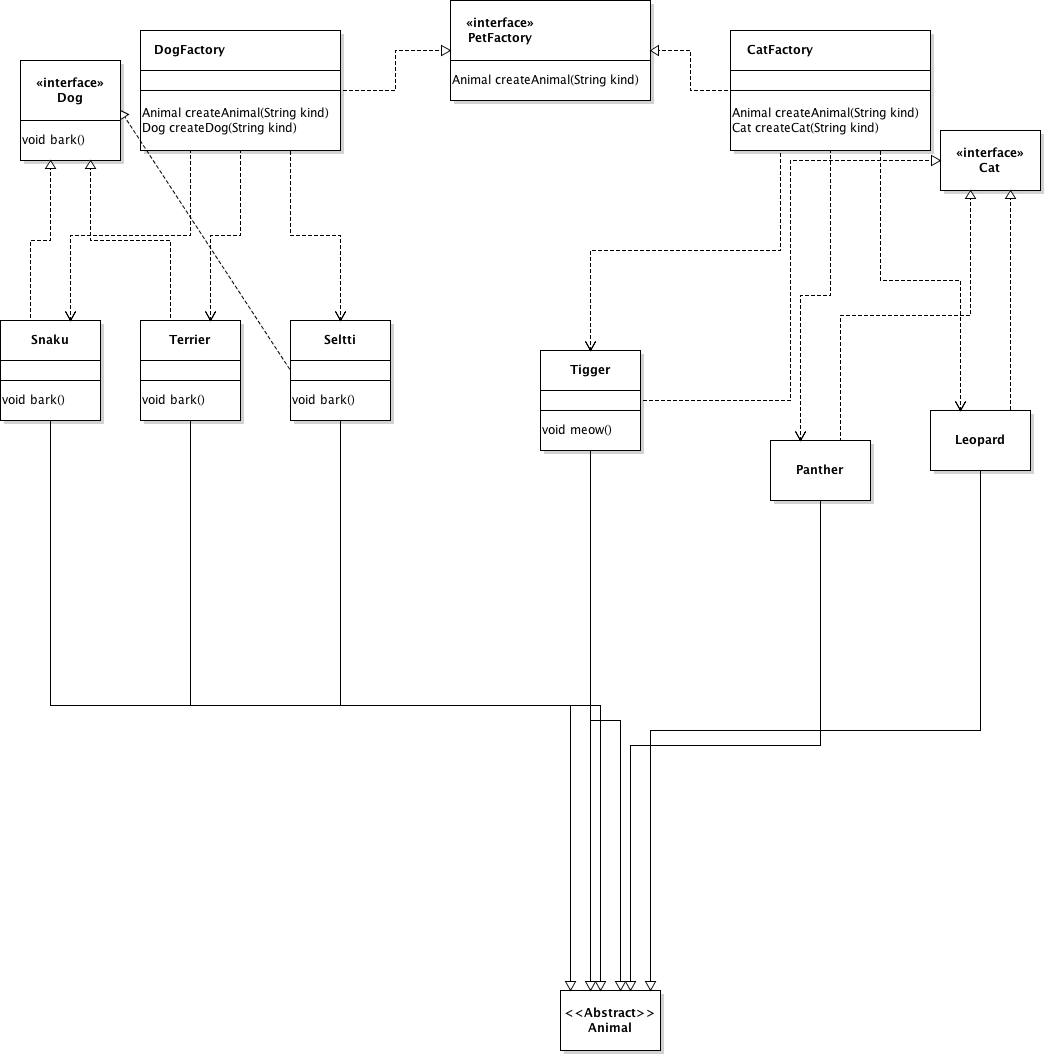 «interface»
PetFactory
Animal createAnimal(String kind)
DogFactory
Animal createAnimal(String kind)
Dog createDog(String kind)
CatFactory
Animal createAnimal(String kind)
Cat createCat(String kind)
«interface»
Dog
void bark()
«interface»
Cat
Snaku
void bark()
Terrier
void bark()
Seltti
void bark()
Tigger
void meow()
Panther
Leopard
<<Abstract>>
Animal